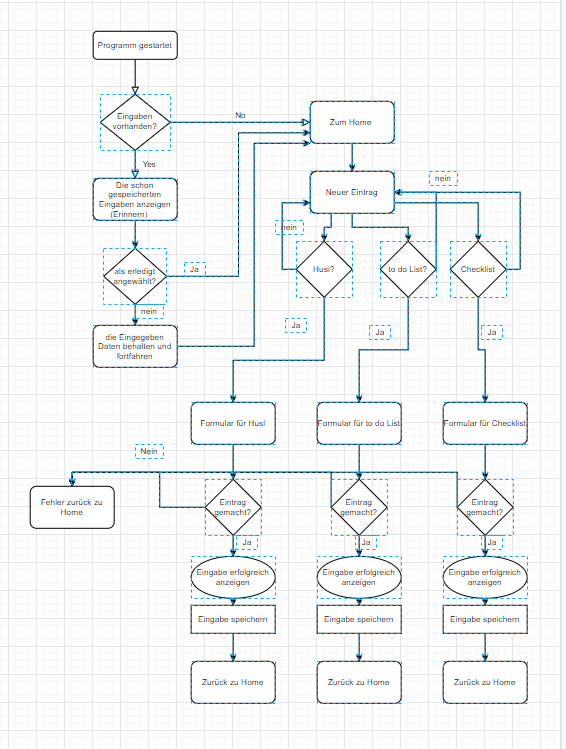 Programm gestartet
Eingaben
vorhanden?
No
Zum Home
Yes
Die schon
gespeicherten
Eingaben anzeigen
(Erinnern)
Neuer Eintrag
nein
nein
als erledigt
angewählt?
Ja
Husi?
to do List?
Checklist
nein
die Eingegeben
Daten behalten und
fortfahren
Ja
Ja
Ja
Formular für Husi
Formular für to do List
Formular für Checklist
Nein
Fehler zurück zu
Home
Eintrag
gemacht?
Eintrag
gemacht?
Eintrag
gemacht?
Ja
Ja
Ja
Eingabe erfolgreich
anzeigen
Eingabe erfolgreich
anzeigen
Eingabe erfolgreich
anzeigen
Eingabe speichern
Eingabe speichern
Eingabe speichern
Zurück zu Home
Zurück zu Home
Zurück zu Home